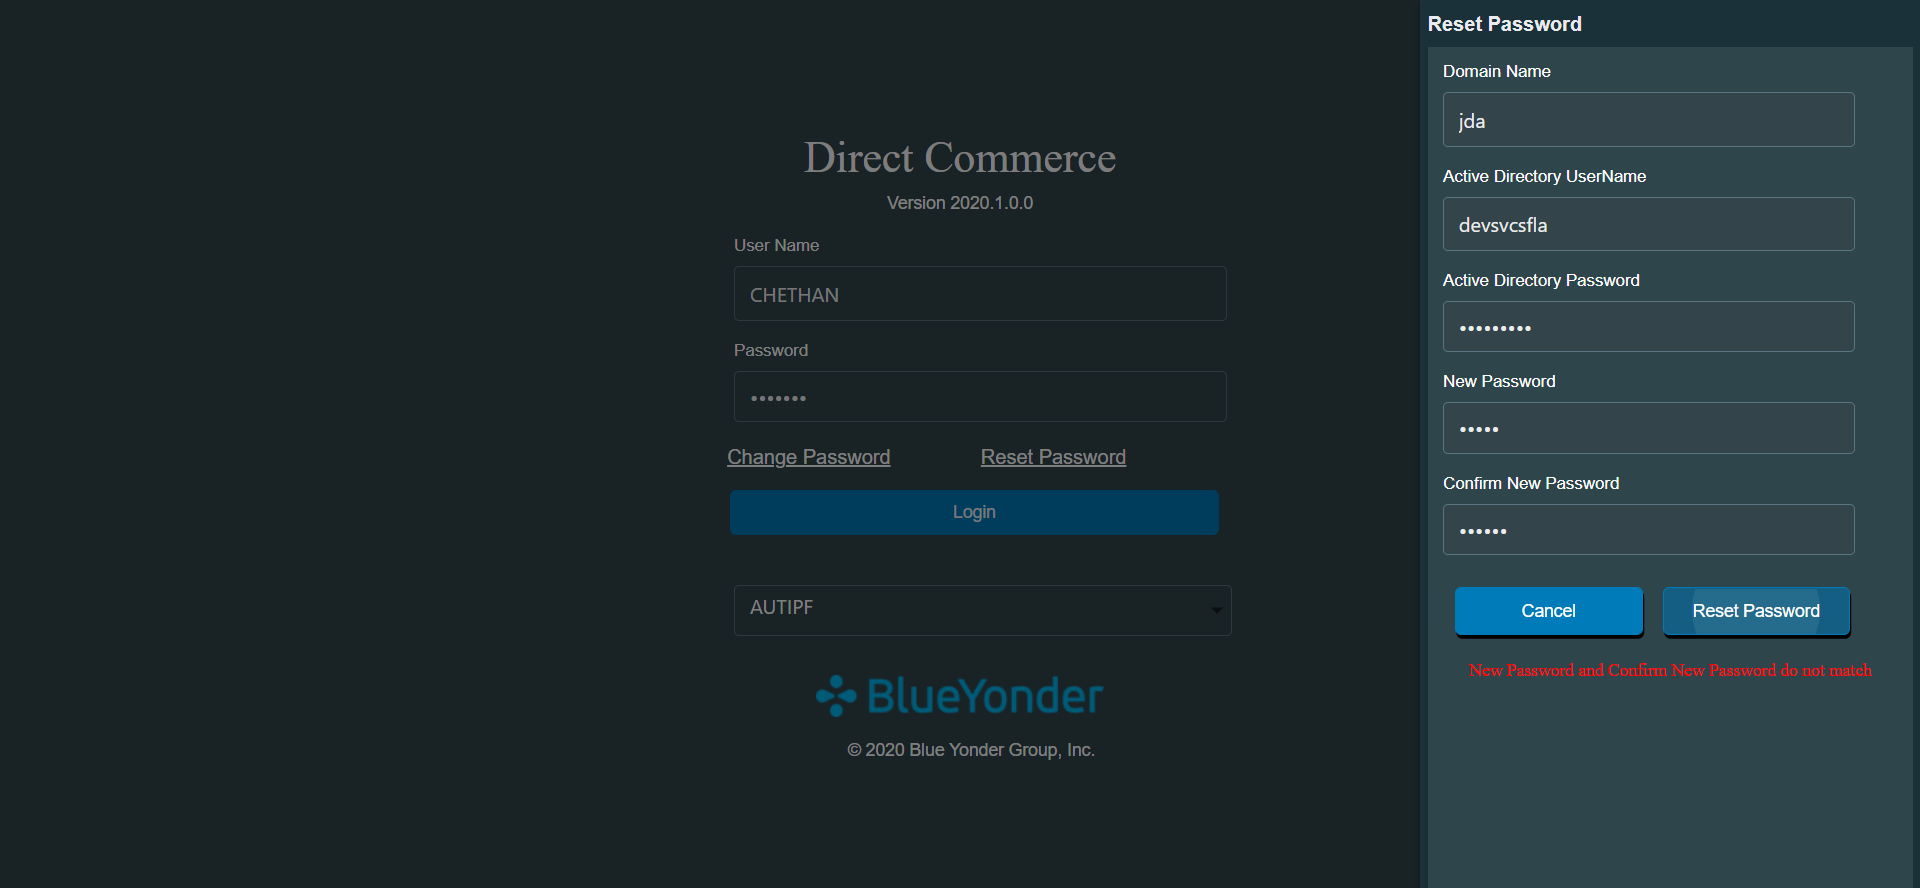 Direct Commerce
Version 2020.1.0.0
User Name
CHETHAN
Password
•••••••
Change Password
Reset Password
Login
AUTIPF
BlueYonder
© 2020 Blue Yonder Group, Inc.
Reset Password
Domain Name
jda
Active Directory UserName
devsvcsfla
Active Directory Password
•••••••••
New Password
•••••
Confirm New Password
••••••
Cancel
Reset Password
New Password and Confirm New Password do not match